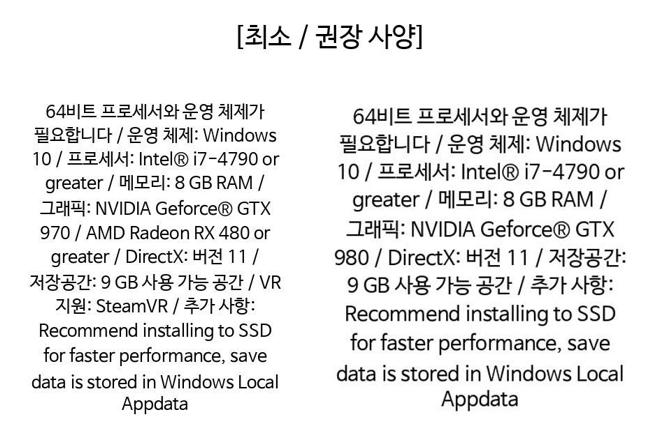 [최소 / 권장 사양]
64비트 프로세서와 운영 체제가
필요합니다 / 운영 체제: Windows
10 / 프로세서: Intel® i7-4790 or
greater / 메모리: 8 GB RAM /
그래픽: NVIDIA Geforce® GTX
970 / AMD Radeon RX 480 or
greater / DirectX: 버전 11 /
저장공간: 9 GB 사용 가능 공간 / VR
지원: SteamVR / 추가 사항:
Recommend installing to SSD
for faster performance, save
data is stored in Windows Local
Appdata
64비트 프로세서와 운영 체제가
필요합니다 / 운영 체제: Windows
10 / 프로세서: Intel® i7-4790 or
greater / 메모리: 8 GB RAM /
그래픽: NVIDIA Geforce® GTX
980 / DirectX: 버전 11 / 저장공간:
9 GB 사용 가능 공간 / 추가 사항:
Recommend installing to SSD
for faster performance, save
data is stored in Windows Local
Appdata